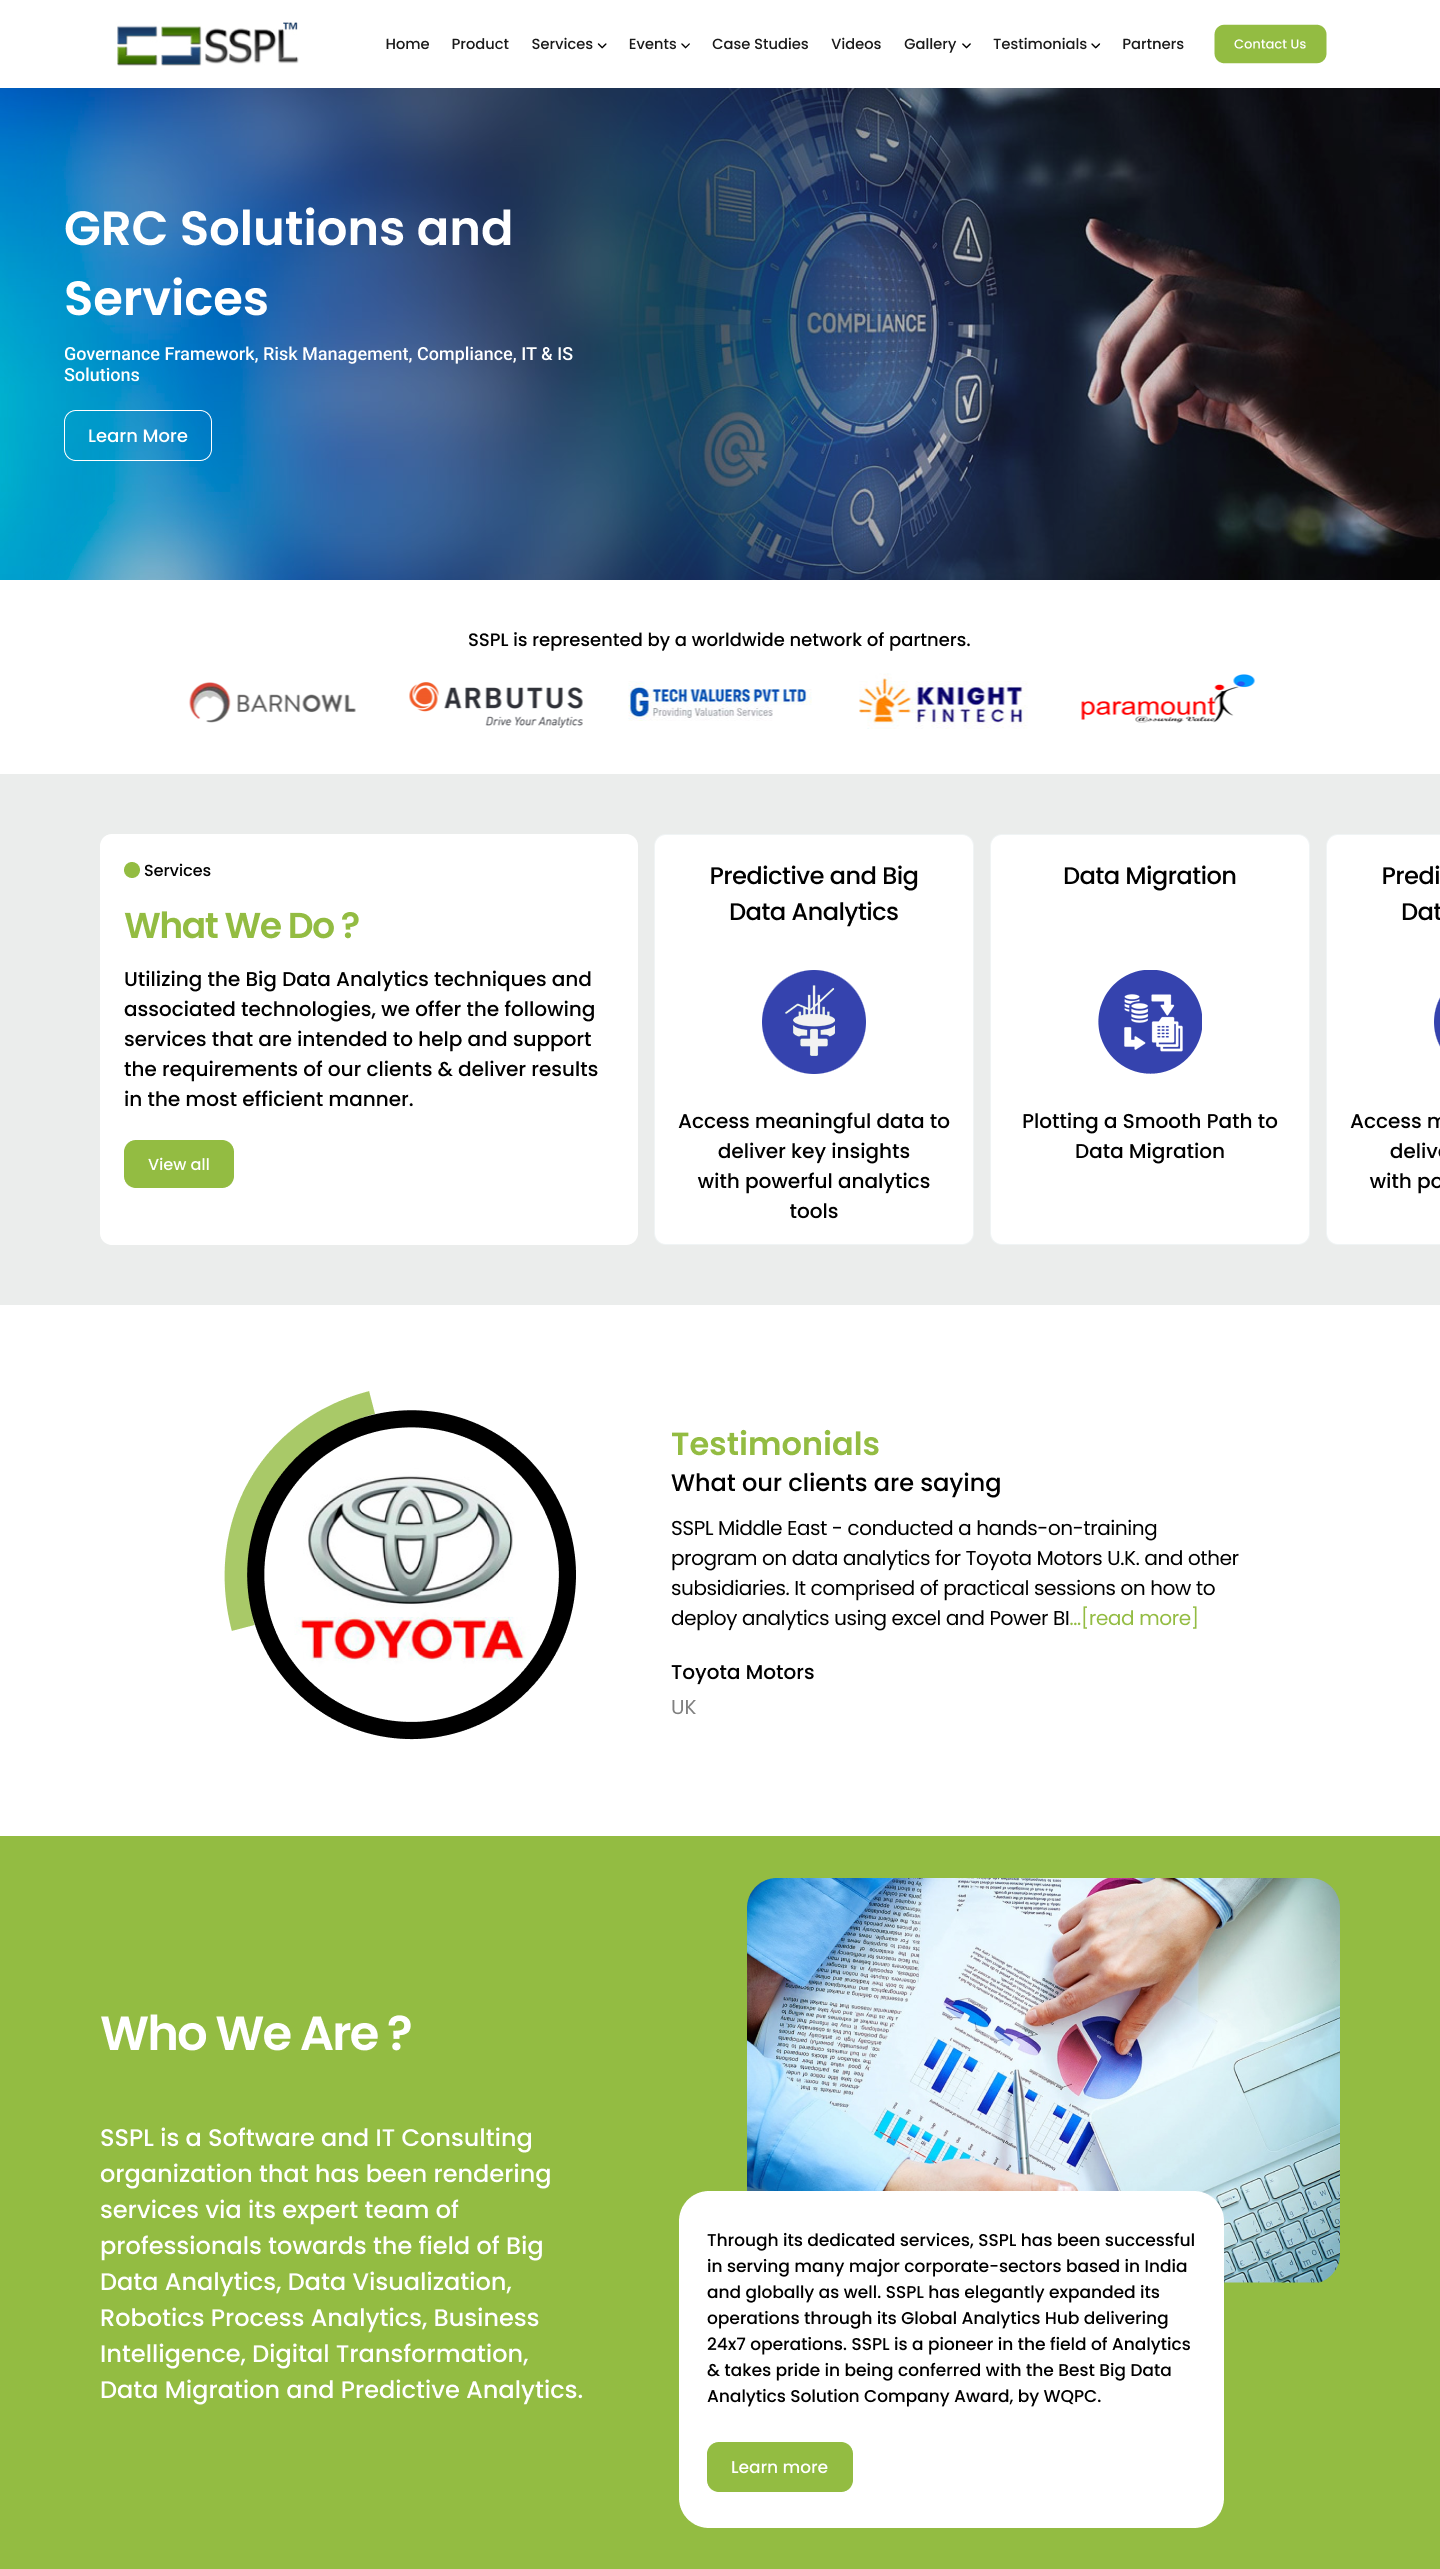 SSPL™
Home Product Services Events Case Studies Videos Gallery Testimonials Partners Contact Us
GRC Solutions and
Services
Governance Framework, Risk Management, Compliance, IT & IS
Solutions
Learn More
COMPLIANCE
SSPL is represented by a worldwide network of partners.
BARNOWL
ARBUTUS
Drive Your Analytics
G TECH VALUERS PVT LTD
Providing Valuation Services
KNIGHT
FINTECH
paramount
@ssuring Value
Services
What We Do ?
Utilizing the Big Data Analytics techniques and
associated technologies, we offer the following
services that are intended to help and support
the requirements of our clients & deliver results
in the most efficient manner.
View all
Predictive and Big
Data Analytics
Access meaningful data to
deliver key insights
with powerful analytics
tools
Data Migration
Plotting a Smooth Path to
Data Migration
Predi
Dat
Access m
deliv
with po
TOYOTA
Testimonials
What our clients are saying
SSPL Middle East - conducted a hands-on-training
program on data analytics for Toyota Motors U.K. and other
subsidiaries. It comprised of practical sessions on how to
deploy analytics using excel and Power BI...[read more]
Toyota Motors
UK
Who We Are ?
SSPL is a Software and IT Consulting
organization that has been rendering
services via its expert team of
professionals towards the field of Big
Data Analytics, Data Visualization,
Robotics Process Analytics, Business
Intelligence, Digital Transformation,
Data Migration and Predictive Analytics.
Through its dedicated services, SSPL has been successful
in serving many major corporate-sectors based in India
and globally as well. SSPL has elegantly expanded its
operations through its Global Analytics Hub delivering
24x7 operations. SSPL is a pioneer in the field of Analytics
& takes pride in being conferred with the Best Big Data
Analytics Solution Company Award, by WQPC.
Learn more